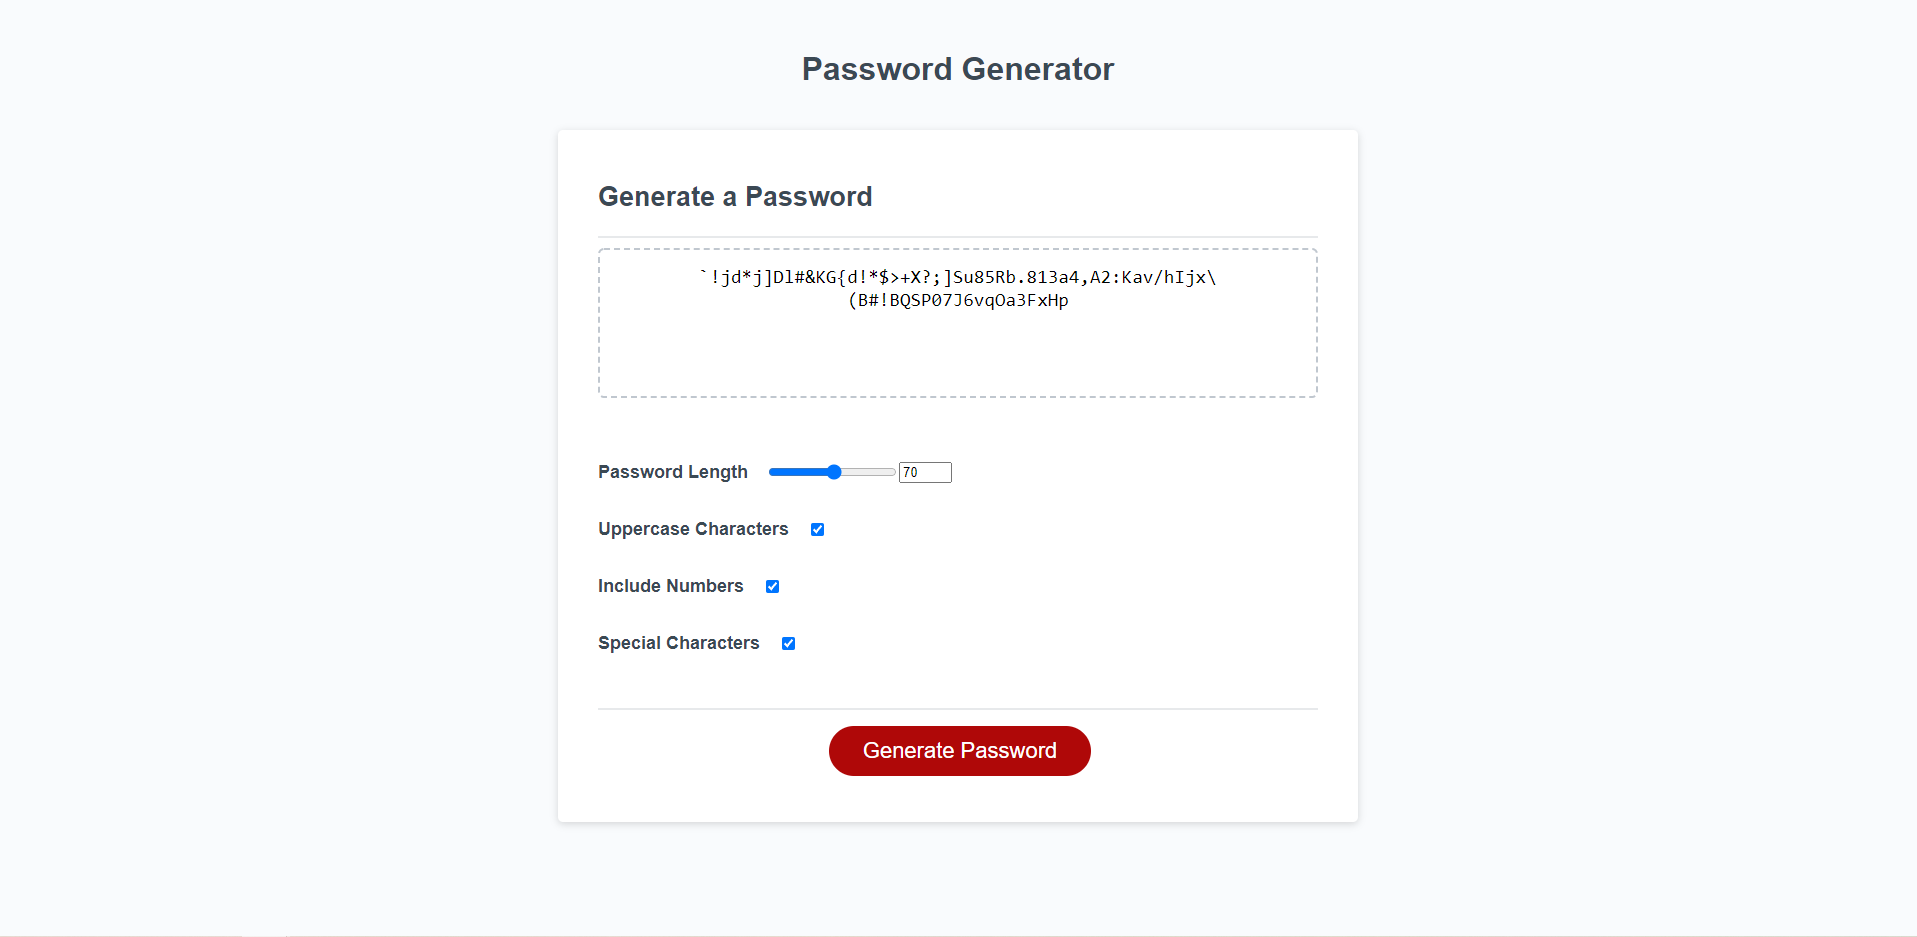 Password Generator
Generate a Password
`!jd*j]Dl#&KG{d!*$>+X?;]Su85Rb.813a4,A2:Kav/hIjx\
(B#!BQSP07J6vqOa3FxHp
Password Length 70
Uppercase Characters
Include Numbers
Special Characters
Generate Password